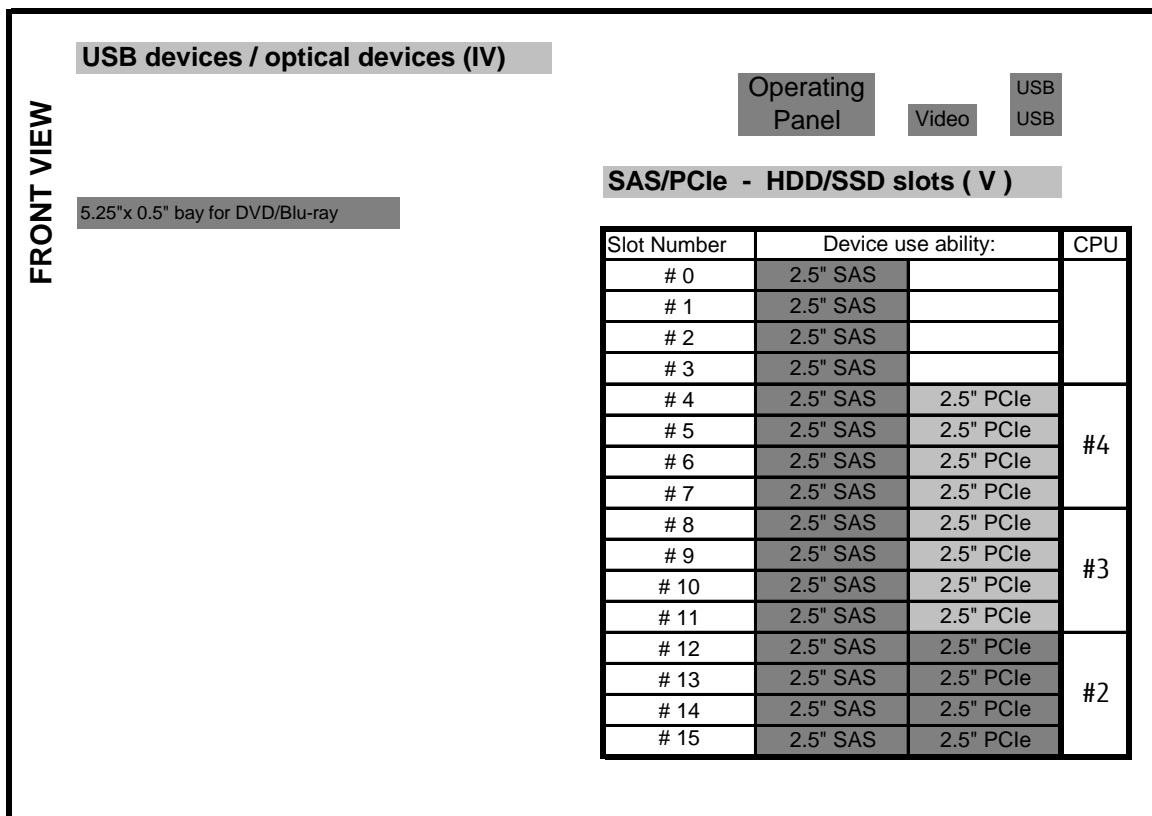 USB devices / optical devices (IV)
FRONT VIEW
Operating
Panel
Video
USB
USB
SAS/PCIe - HDD/SSD slots ( V )
5.25"x 0.5" bay for DVD/Blu-ray
Slot Number Device use ability: CPU
# 0 2.5" SAS
# 1 2.5" SAS
# 2 2.5" SAS
# 3 2.5" SAS
# 4 2.5" SAS 2.5" PCIe
# 5 2.5" SAS 2.5" PCIe
#4
# 6 2.5" SAS 2.5" PCIe
# 7 2.5" SAS 2.5" PCIe
# 8 2.5" SAS 2.5" PCIe
# 9 2.5" SAS 2.5" PCIe
#3
# 10 2.5" SAS 2.5" PCIe
# 11 2.5" SAS 2.5" PCIe
# 12 2.5" SAS 2.5" PCIe
# 13 2.5" SAS 2.5" PCIe
#2
# 14 2.5" SAS 2.5" PCIe
# 15 2.5" SAS 2.5" PCIe